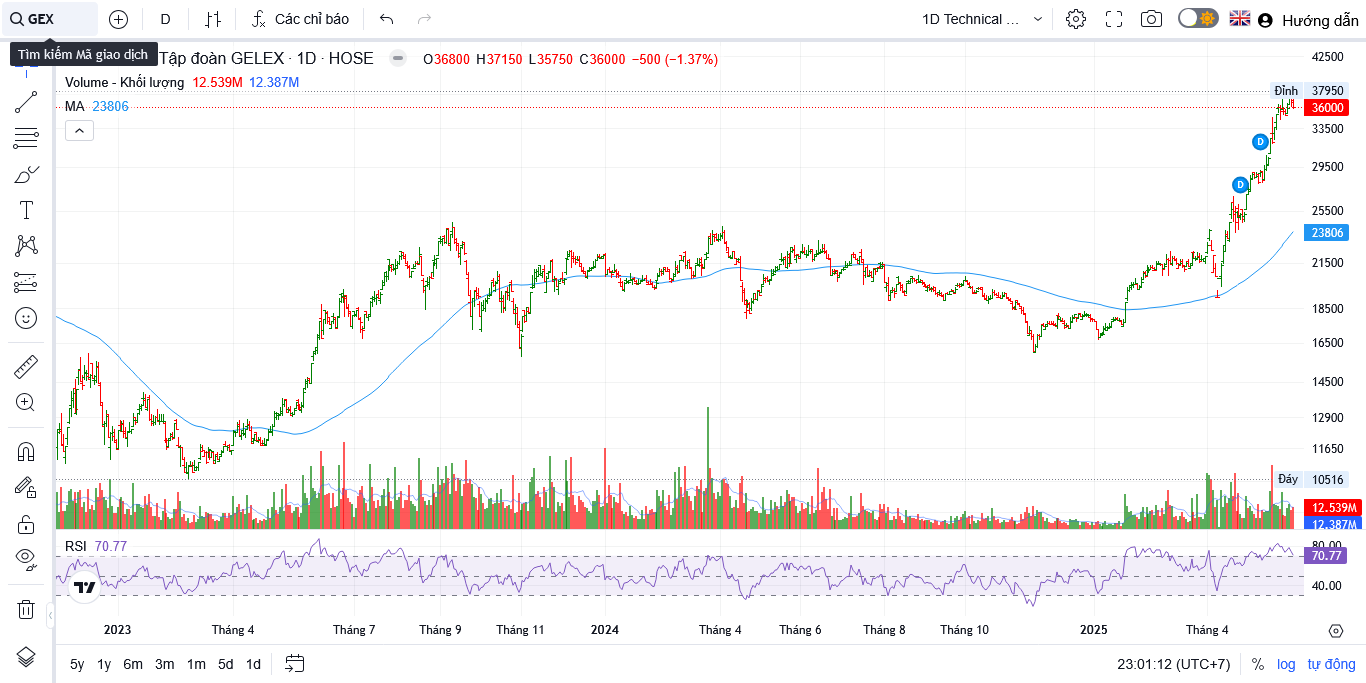 GEX D Các chỉ báo 1D Technical ... Hướng dẫn
Tìm kiếm Mã giao dịch
Tập đoàn GELEX · 1D · HOSE O36800 H37150 L35750 C36000 −500 (−1.37%)
Volume - Khối lượng 12.539M 12.387M
MA 23806
42500
Đỉnh 37950
36000
33500
D
29500
D
25500
23806
21500
18500
16500
14500
12900
11650
Đáy 10516
12.539M
12.387M
RSI 70.77
80.00
70.77
40.00
2023 Tháng 4 Tháng 7 Tháng 9 Tháng 11 2024 Tháng 4 Tháng 6 Tháng 8 Tháng 10 2025 Tháng 4
5y 1y 6m 3m 1m 5d 1d 23:01:12 (UTC+7) % log tự động